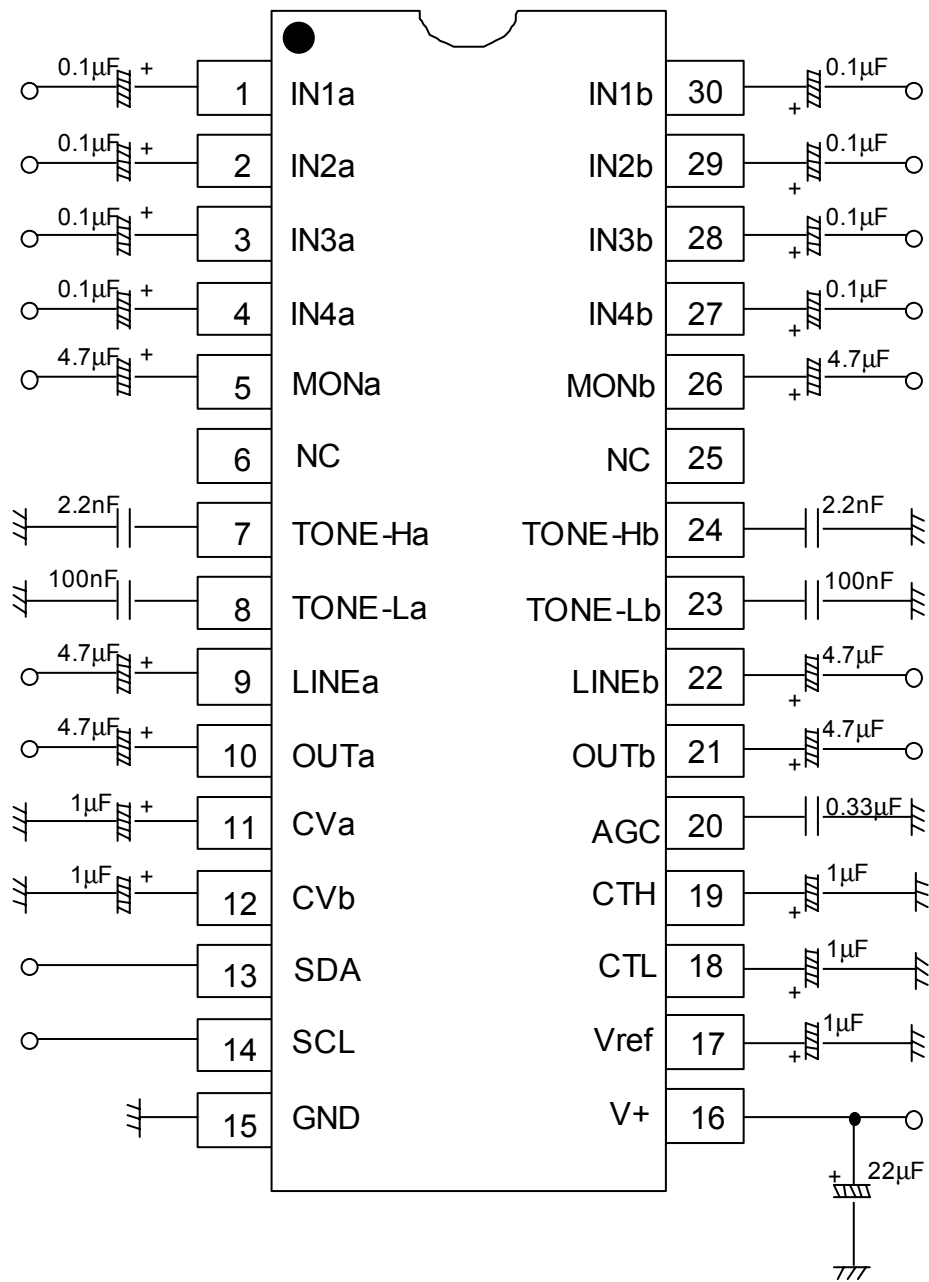 0.1µF + 1 IN1a IN1b 30 + 0.1µF
0.1µF + 2 IN2a IN2b 29 + 0.1µF
0.1µF + 3 IN3a IN3b 28 + 0.1µF
0.1µF + 4 IN4a IN4b 27 + 0.1µF
4.7µF + 5 MONa MONb 26 + 4.7µF
6 NC NC 25
2.2nF 7 TONE-Ha TONE-Hb 24 2.2nF
100nF 8 TONE-La TONE-Lb 23 100nF
4.7µF + 9 LINEa LINEb 22 + 4.7µF
4.7µF + 10 OUTa OUTb 21 + 4.7µF
1µF + 11 CVa AGC 20 0.33µF
1µF + 12 CVb CTH 19 + 1µF
13 SDA CTL 18 + 1µF
14 SCL Vref 17 + 1µF
15 GND V+ 16
+ 22µF